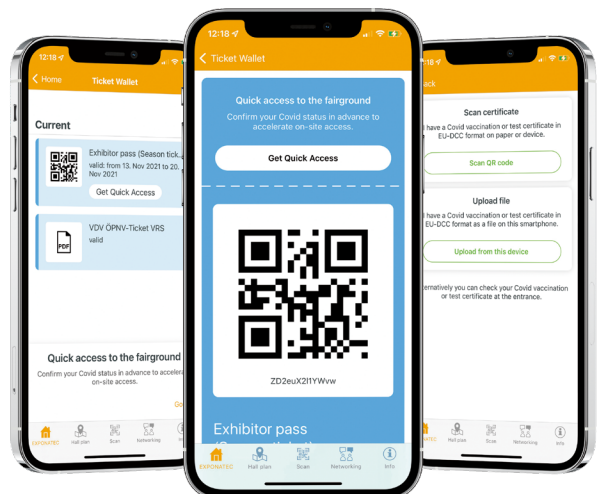 12:18
Home
Ticket Wallet
Current
Exhibitor pass (Season tick..
valid: from 13. Nov 2021 to 20.
Nov 2021
Get Quick Access
PDF
VDV ÖPNV-Ticket VRS
valid
Quick access to the fairground
Confirm your Covid status in advance to accelera
on-site access.
Go
EXPONATEC
Hall plan
Scan
Networking
In
12:18
Ticket Wallet
Quick access to the fairground
Confirm your Covid status in advance to
accelerate on-site access.
Get Quick Access
ZD2euX2l1YWvw
Exhibitor pass
EXPONATEC
Hall plan
Scan
Networking
Info
:18
ack
Scan certificate
I have a Covid vaccination or test certificate in
EU-DCC format on paper or device.
Scan QR code
Upload file
I have a Covid vaccination or test certificate in
EU-DCC format as a file on this smartphone.
Upload from this device
ernatively you can check your Covid vaccination
or test certificate at the entrance.
ATEC
Hall plan
Scan
Networking
Info